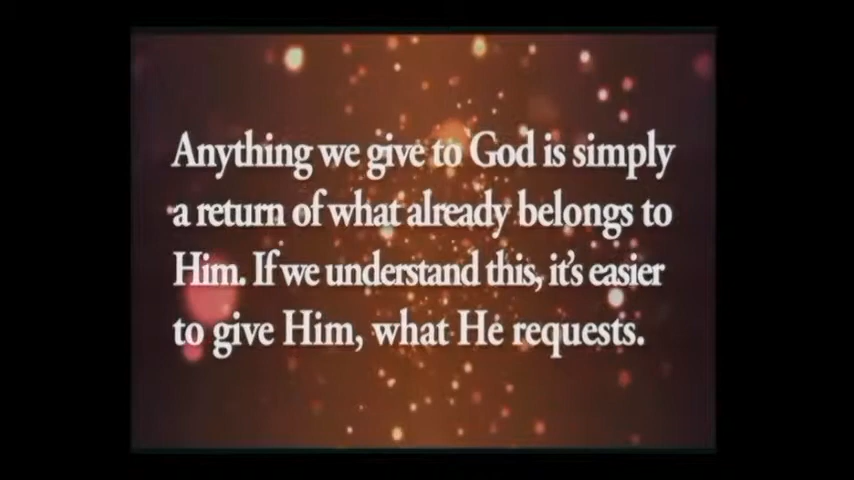 Anything we give to God is simply
a return of what already belongs to
Him. If we understand this, it's easier
to give Him, what He requests.